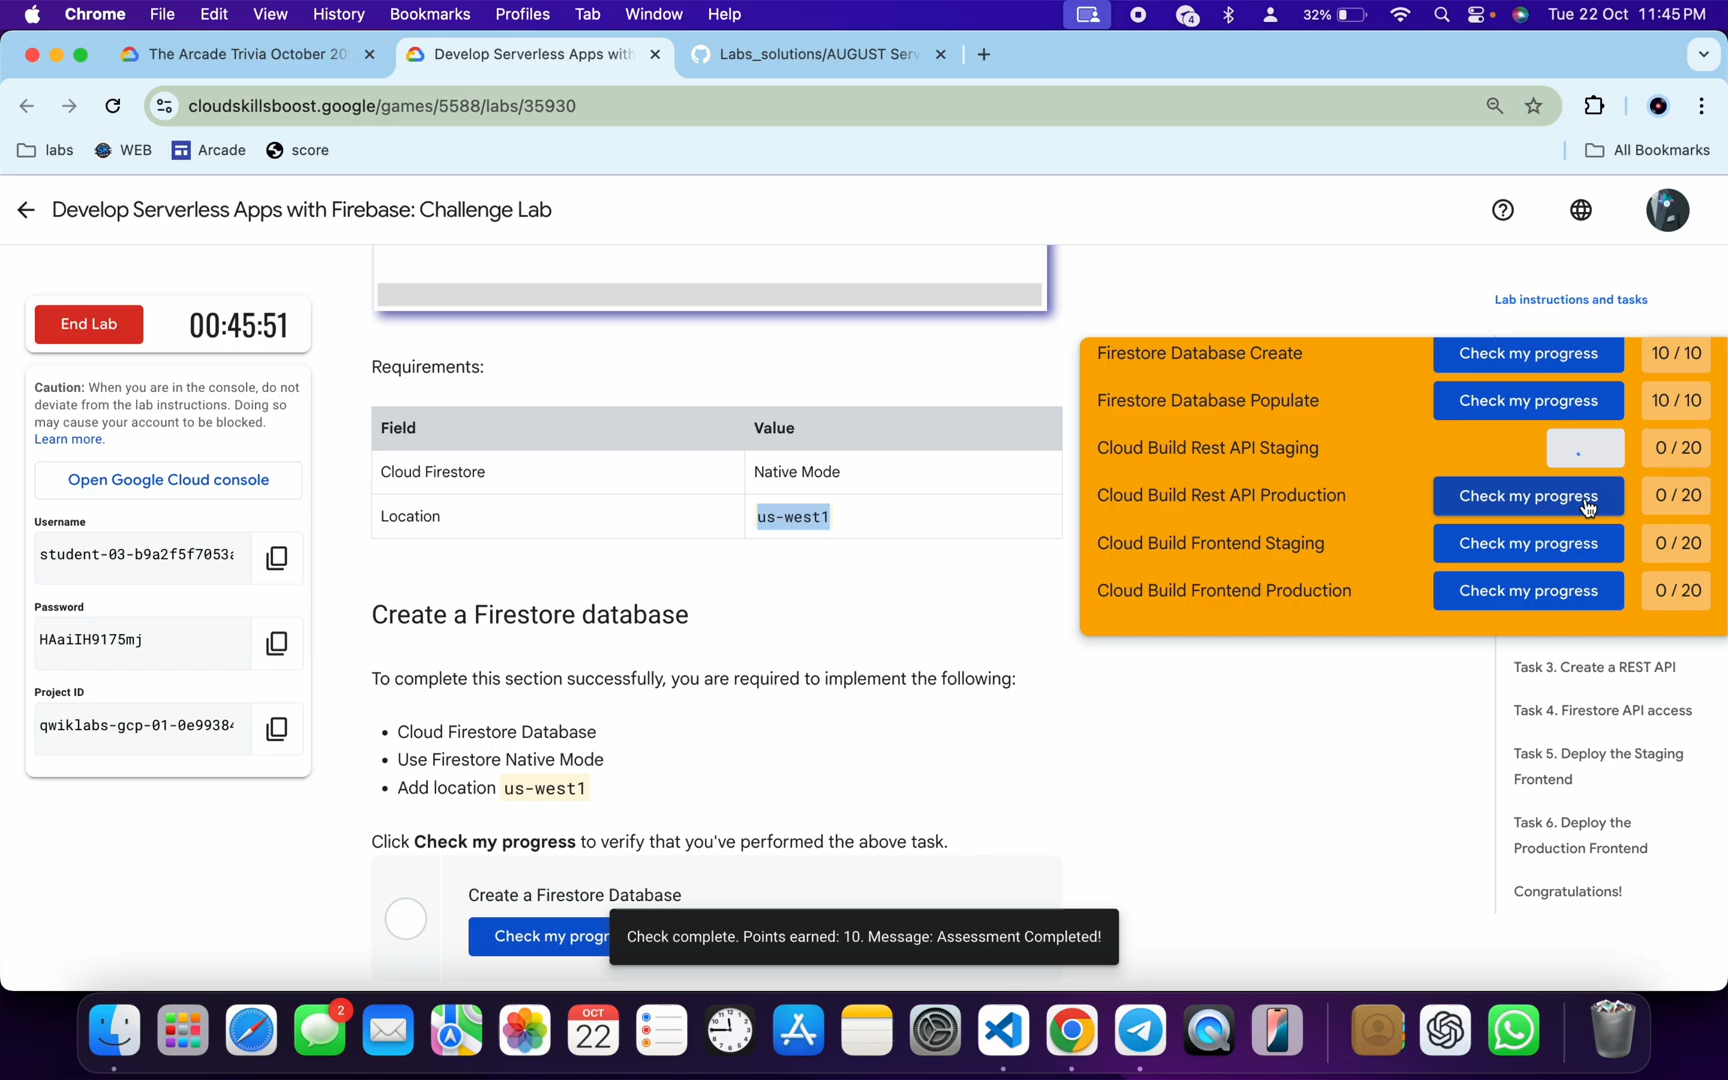 Chrome File Edit View History Bookmarks Profiles Tab Window Help 4 32% Tue 22 Oct 11:45 PM
The Arcade Trivia October 20 Develop Serverless Apps with Labs_solutions/AUGUST Serv
cloudskillsboost.google/games/5588/labs/35930
labs WEB Arcade score All Bookmarks
Develop Serverless Apps with Firebase: Challenge Lab
End Lab 00:45:51
Caution: When you are in the console, do not
deviate from the lab instructions. Doing so
may cause your account to be blocked.
Learn more.
Open Google Cloud console
Username
student-03-b9a2f5f7053
Password
HAaiIH9175mj
Project ID
qwiklabs-gcp-01-0e9938
Requirements:
Field Value
Cloud Firestore Native Mode
Location us-west1
Create a Firestore database
To complete this section successfully, you are required to implement the following:
• Cloud Firestore Database
• Use Firestore Native Mode
• Add location us-west1
Click Check my progress to verify that you've performed the above task.
Create a Firestore Database
Check my progr
Check complete. Points earned: 10. Message: Assessment Completed!
Lab instructions and tasks
Firestore Database Create Check my progress 10 / 10
Firestore Database Populate Check my progress 10 / 10
Cloud Build Rest API Staging 0 / 20
Cloud Build Rest API Production Check my progress 0 / 20
Cloud Build Frontend Staging Check my progress 0 / 20
Cloud Build Frontend Production Check my progress 0 / 20
Task 3. Create a REST API
Task 4. Firestore API access
Task 5. Deploy the Staging
Frontend
Task 6. Deploy the
Production Frontend
Congratulations!
2
OCT
22